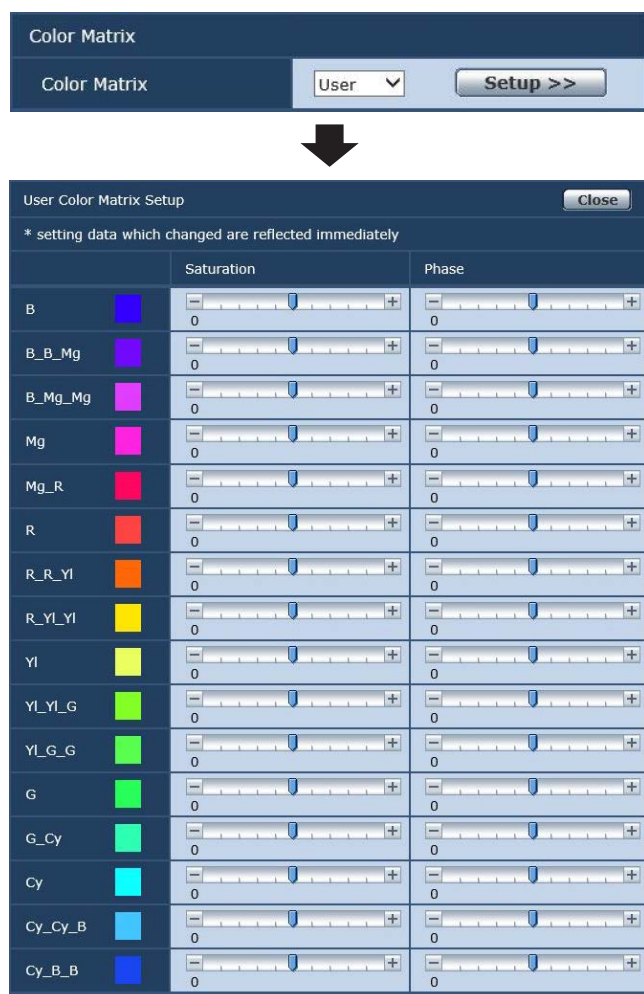 Color Matrix
Color Matrix User Setup >>
User Color Matrix Setup Close
* setting data which changed are reflected immediately
Saturation Phase
B - + - +
0 0
B_B_Mg - + - +
0 0
B_Mg_Mg - + - +
0 0
Mg - + - +
0 0
Mg_R - + - +
0 0
R - + - +
0 0
R_R_Yl - + - +
0 0
R_Yl_Yl - + - +
0 0
Yl - + - +
0 0
Yl_Yl_G - + - +
0 0
Yl_G_G - + - +
0 0
G - + - +
0 0
G_Cy - + - +
0 0
Cy - + - +
0 0
Cy_Cy_B - + - +
0 0
Cy_B_B - + - +
0 0